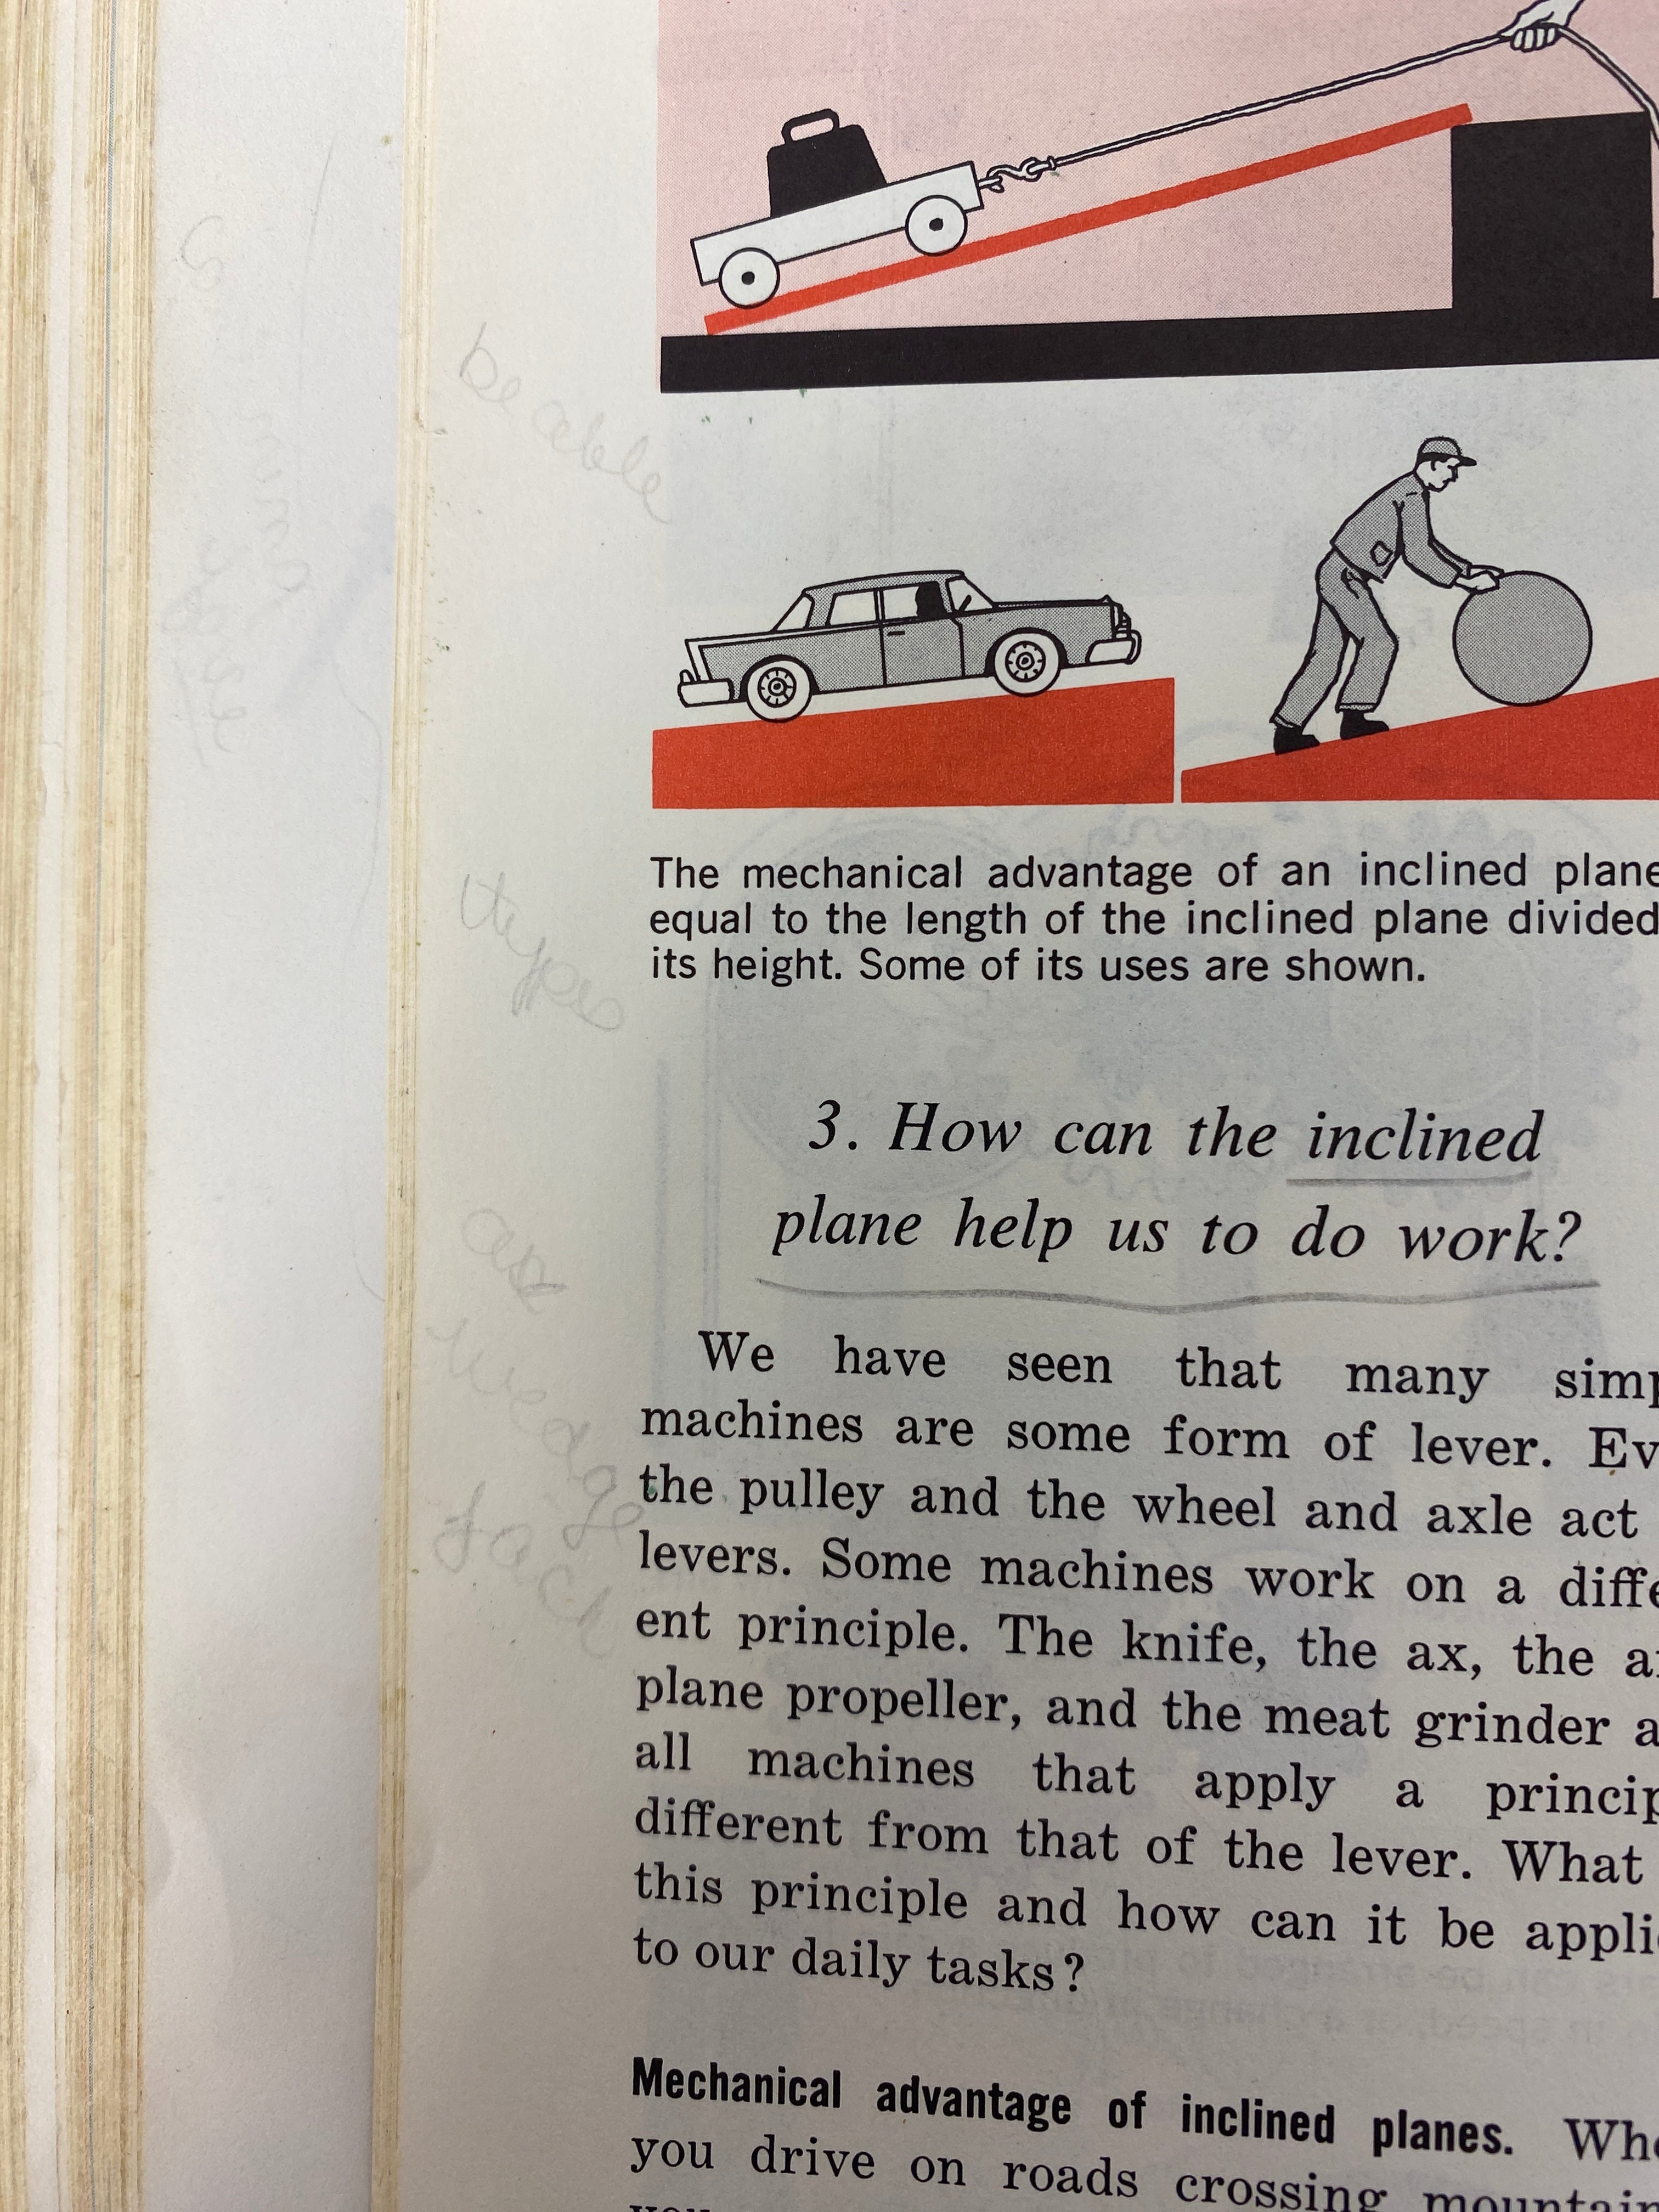 be able
The mechanical advantage of an inclined plane
equal to the length of the inclined plane divided
its height. Some of its uses are shown.
type
3. How can the inclined
plane help us to do work?
ax
wedge
jack
We have seen that many simp
machines are some form of lever. Ev
the pulley and the wheel and axle act
levers. Some machines work on a differ
ent principle. The knife, the ax, the ai
plane propeller, and the meat grinder a
all machines that apply a princip
different from that of the lever. What
this principle and how can it be applie
to our daily tasks?
Mechanical advantage of inclined planes. Whe
you drive on roads crossing mountain